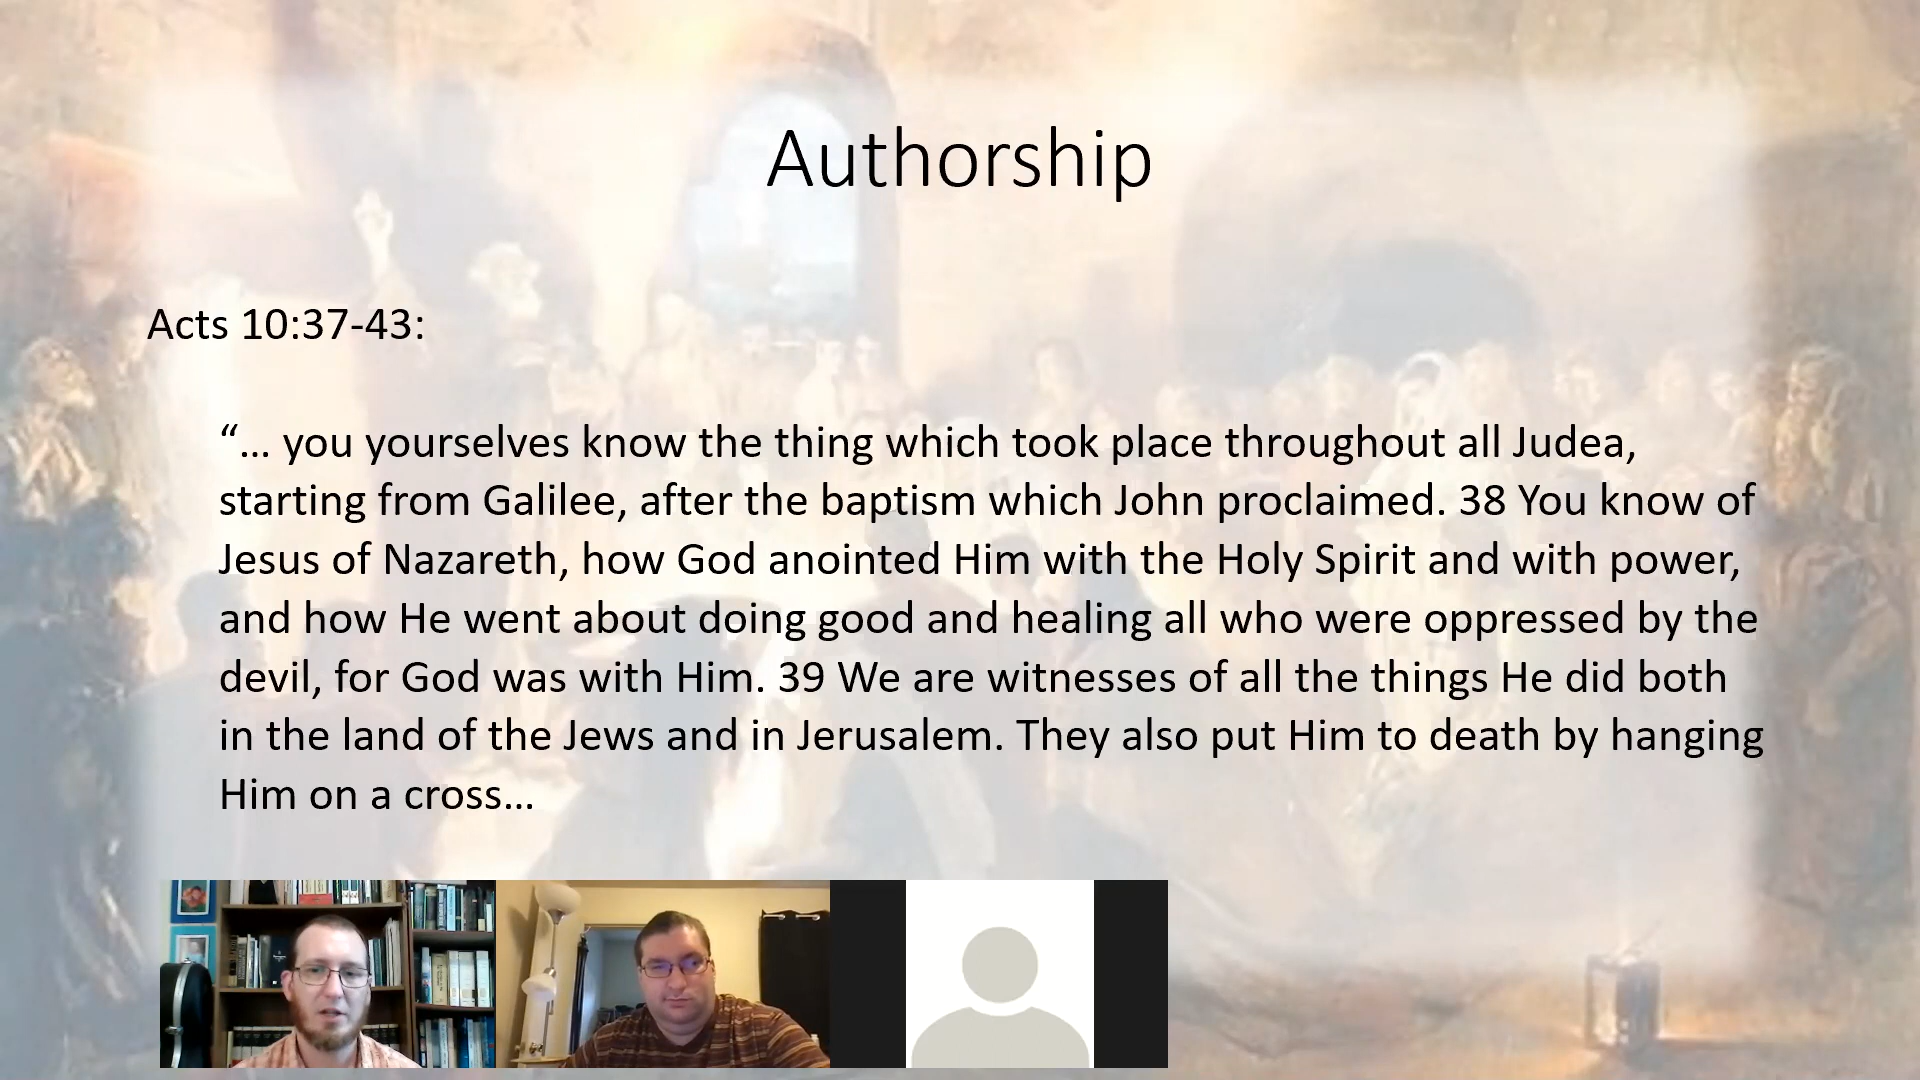 Authorship
Acts 10:37-43:
“… you yourselves know the thing which took place throughout all Judea,
starting from Galilee, after the baptism which John proclaimed. 38 You know of
Jesus of Nazareth, how God anointed Him with the Holy Spirit and with power,
and how He went about doing good and healing all who were oppressed by the
devil, for God was with Him. 39 We are witnesses of all the things He did both
in the land of the Jews and in Jerusalem. They also put Him to death by hanging
Him on a cross…